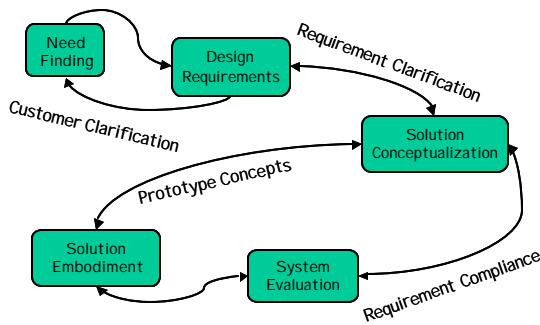 Need
Finding
Design
Requirements
Requirement Clarification
Customer Clarification
Solution
Conceptualization
Prototype Concepts
Solution
Embodiment
System
Evaluation
Requirement Compliance